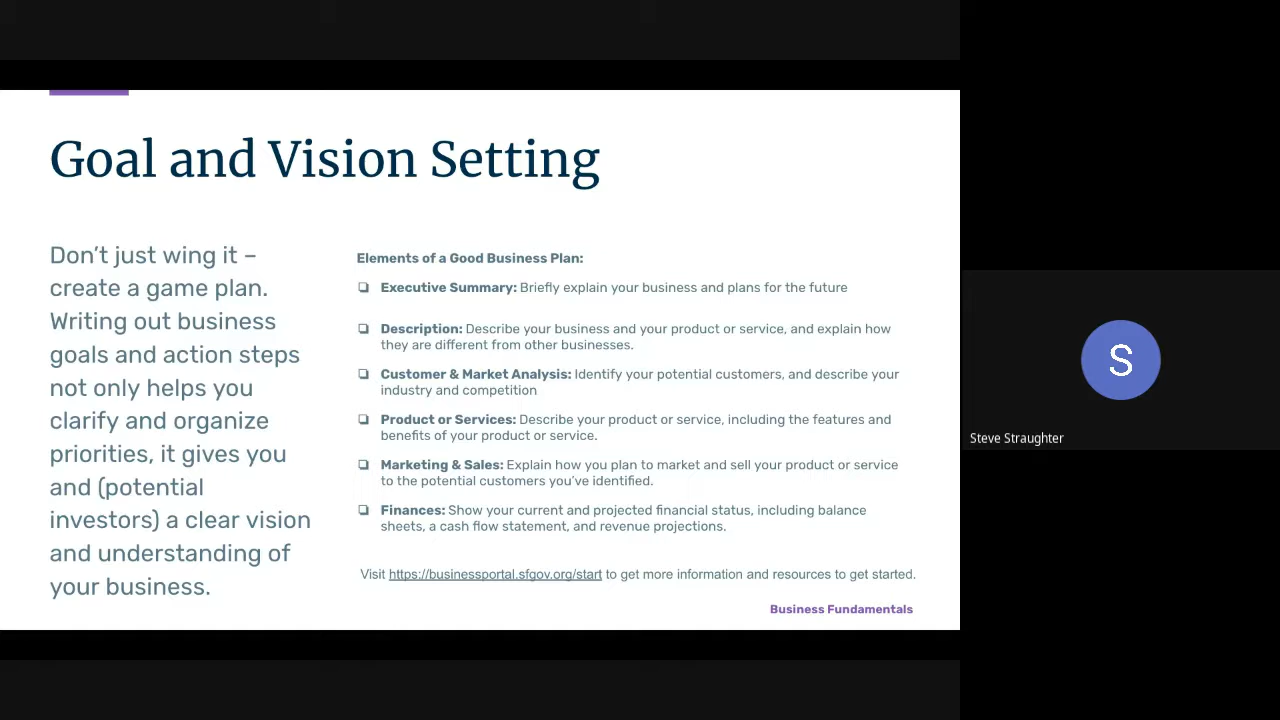 Goal and Vision Setting
Don’t just wing it –
create a game plan.
Writing out business
goals and action steps
not only helps you
clarify and organize
priorities, it gives you
and (potential
investors) a clear vision
and understanding of
your business.
Elements of a Good Business Plan:
❏ Executive Summary: Briefly explain your business and plans for the future
❏ Description: Describe your business and your product or service, and explain how
they are different from other businesses.
❏ Customer & Market Analysis: Identify your potential customers, and describe your
industry and competition
❏ Product or Services: Describe your product or service, including the features and
benefits of your product or service.
❏ Marketing & Sales: Explain how you plan to market and sell your product or service
to the potential customers you’ve identified.
❏ Finances: Show your current and projected financial status, including balance
sheets, a cash flow statement, and revenue projections.
Visit https://businessportal.sfgov.org/start to get more information and resources to get started.
Business Fundamentals
S
Steve Straughter